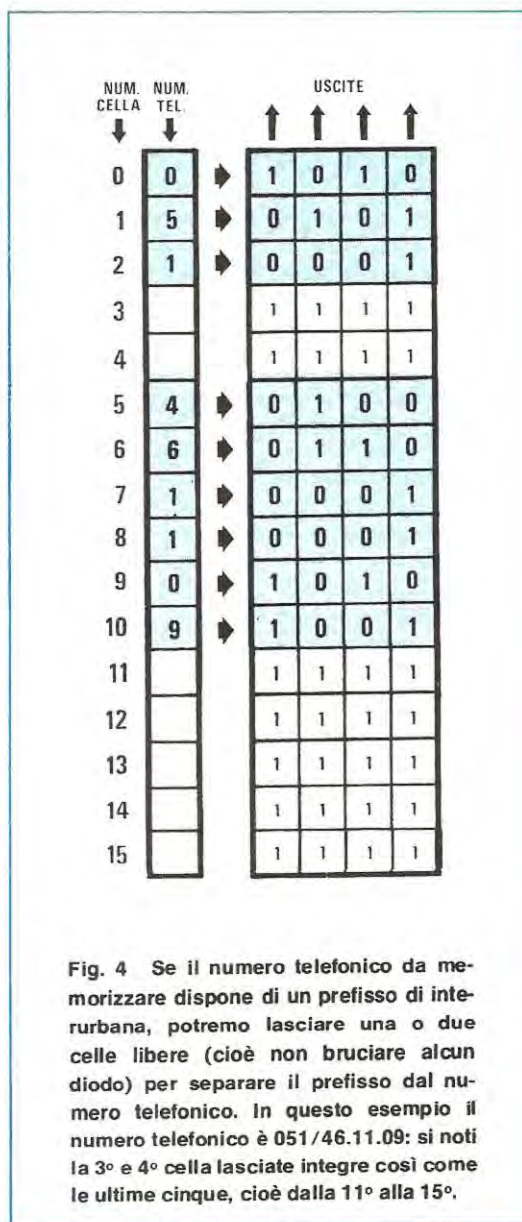 NUM. CELLA NUM. TEL. USCITE
0 0 1 0 1 0
1 5 0 1 0 1
2 1 0 0 0 1
3 1 1 1 1
4 1 1 1 1
5 4 0 1 0 0
6 6 0 1 1 0
7 1 0 0 0 1
8 1 0 0 0 1
9 0 1 0 1 0
10 9 1 0 0 1
11 1 1 1 1
12 1 1 1 1
13 1 1 1 1
14 1 1 1 1
15 1 1 1 1
Fig. 4 Se il numero telefonico da me-
morizzare dispone di un prefisso di inte-
rurbana, potremo lasciare una o due
celle libere (cioè non bruciare alcun
diodo) per separare il prefisso dal nu-
mero telefonico. In questo esempio il
numero telefonico è 051/46.11.09: si noti
la 3º e 4º cella lasciate integre così come
le ultime cinque, cioè dalla 11º alla 15º.